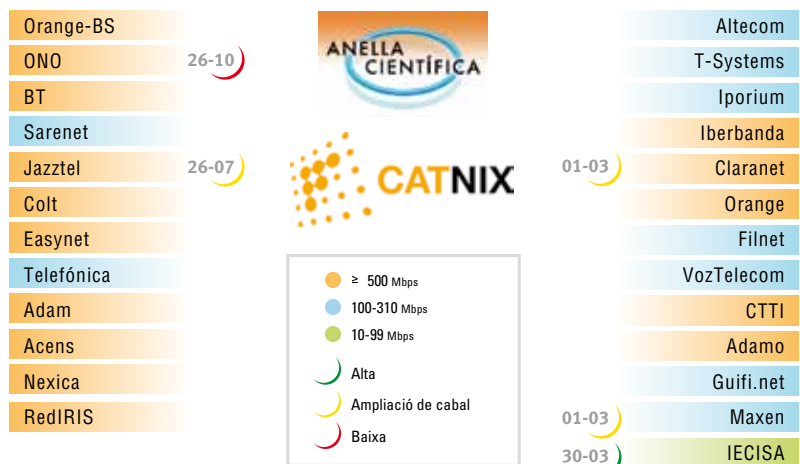 Orange-BS
ONO 26-10
BT
Sarenet
Jazztel 26-07
Colt
Easynet
Telefónica
Adam
Acens
Nexica
RedIRIS
ANELLA
CIENTÍFICA
CATNIX
≥ 500 Mbps
100-310 Mbps
10-99 Mbps
Alta
Ampliació de cabal
Baixa
Altecom
T-Systems
Iporium
Iberbanda
01-03 Claranet
Orange
Filnet
VozTelecom
CTTI
Adamo
Guifi.net
01-03 Maxen
30-03 IECISA